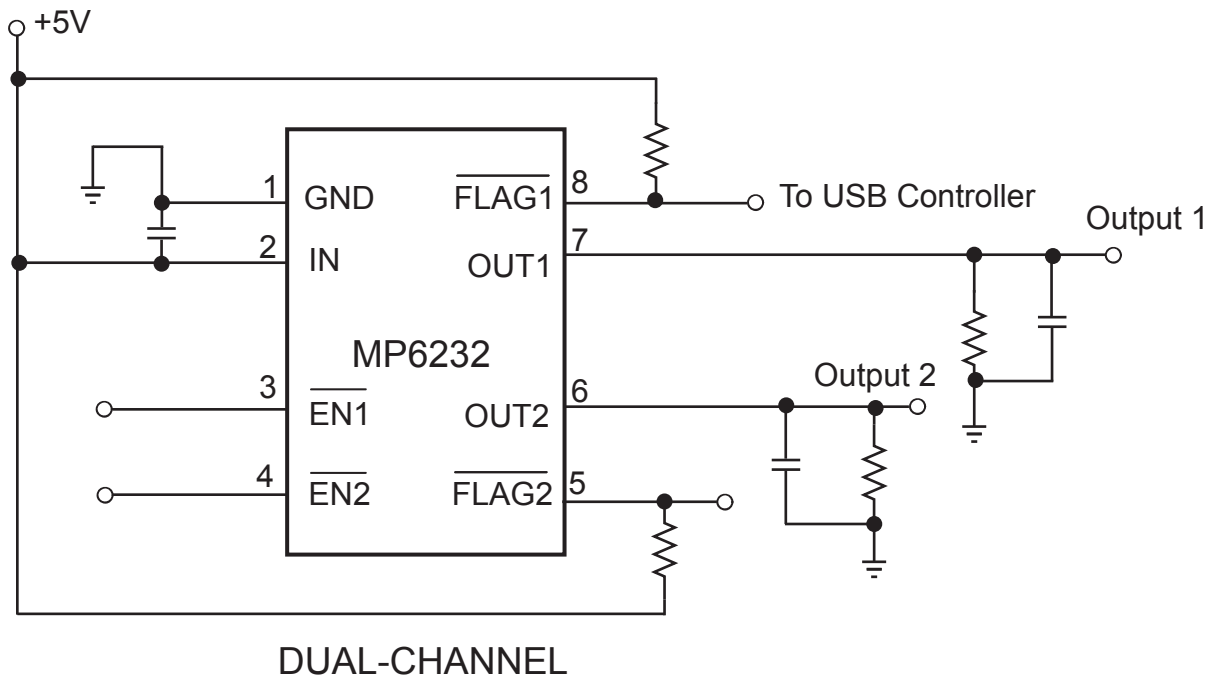 +5V
1
GND
2
IN
3
EN1
4
EN2
MP6232
FLAG1
8
To USB Controller
OUT1
7
Output 1
OUT2
6
Output 2
FLAG2
5
DUAL-CHANNEL